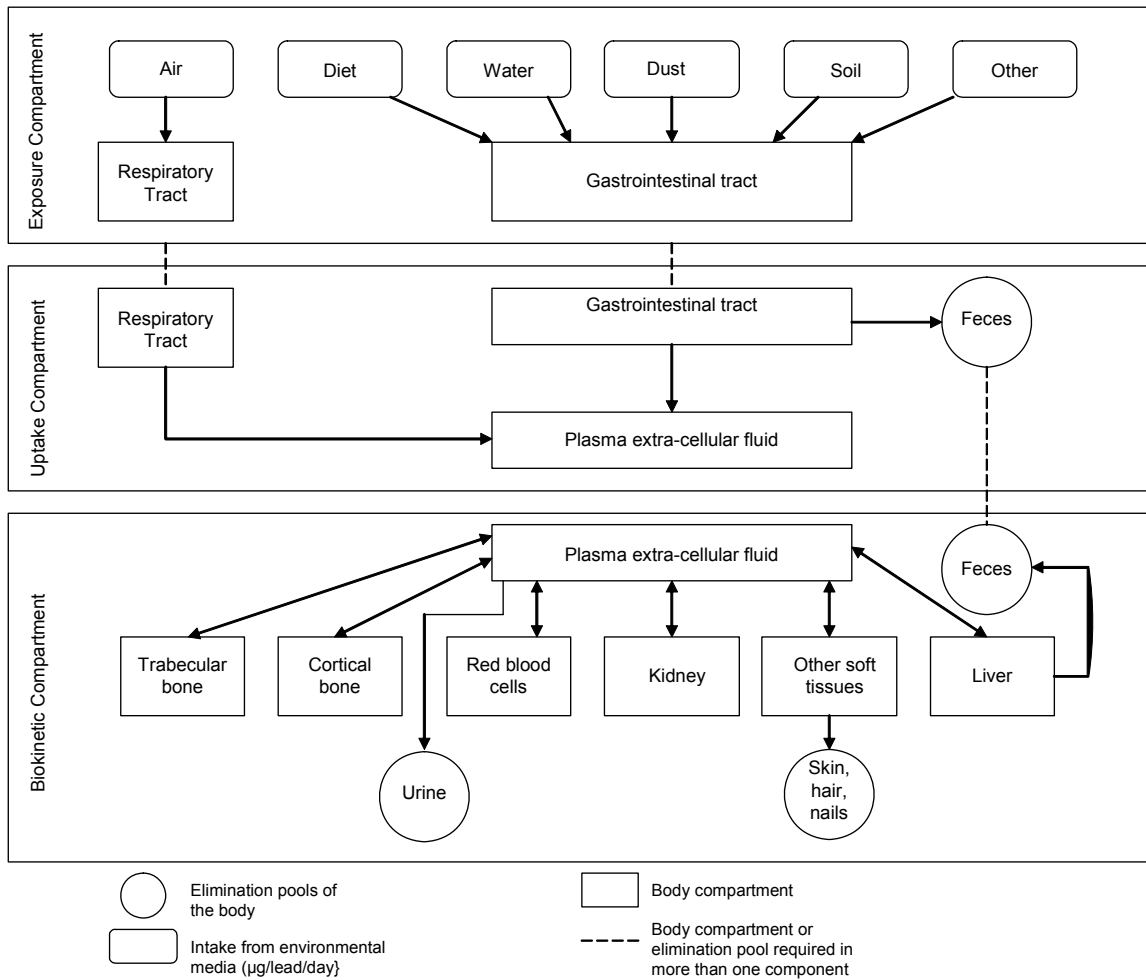 Exposure Compartment
Air
Diet
Water
Dust
Soil
Other
Respiratory
Tract
Gastrointestinal tract
Uptake Compartment
Respiratory
Tract
Gastrointestinal tract
Feces
Plasma extra-cellular fluid
Biokinetic Compartment
Plasma extra-cellular fluid
Feces
Trabecular
bone
Cortical
bone
Red blood
cells
Kidney
Other soft
tissues
Liver
Urine
Skin,
hair,
nails
Elimination pools of
the body
Body compartment
Intake from environmental
media (µg/lead/day}
Body compartment or
elimination pool required in
more than one component